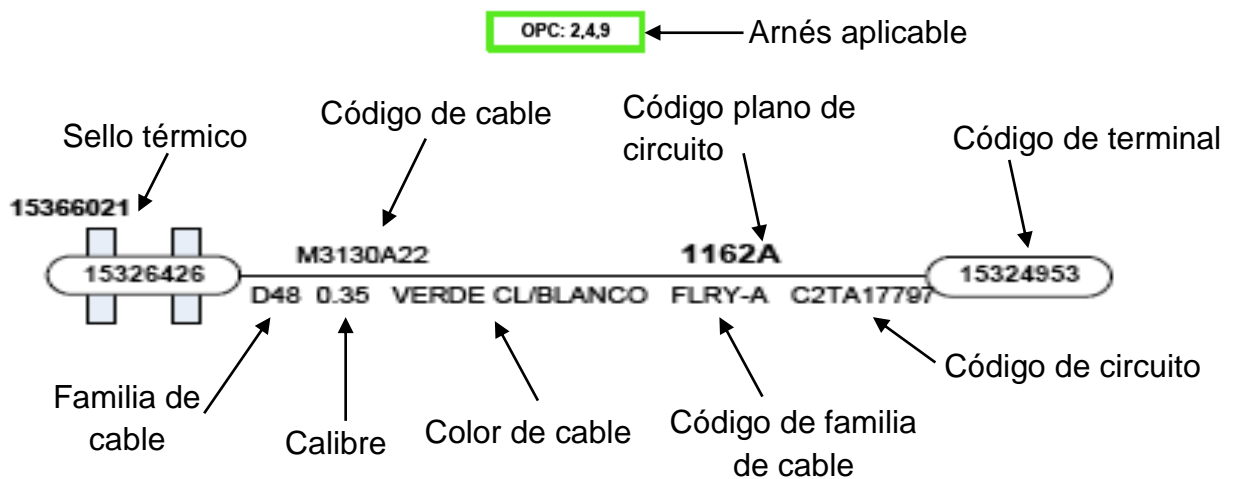 OPC: 2,4,9
Arnés aplicable
Código de cable
Código plano de
circuito
Sello térmico
Código de terminal
15366021
M3130A22
1162A
15326426
15324953
D48 0.35 VERDE CL/BLANCO FLRY-A C2TA17797
Familia de
cable
Calibre
Color de cable
Código de familia
de cable
Código de circuito